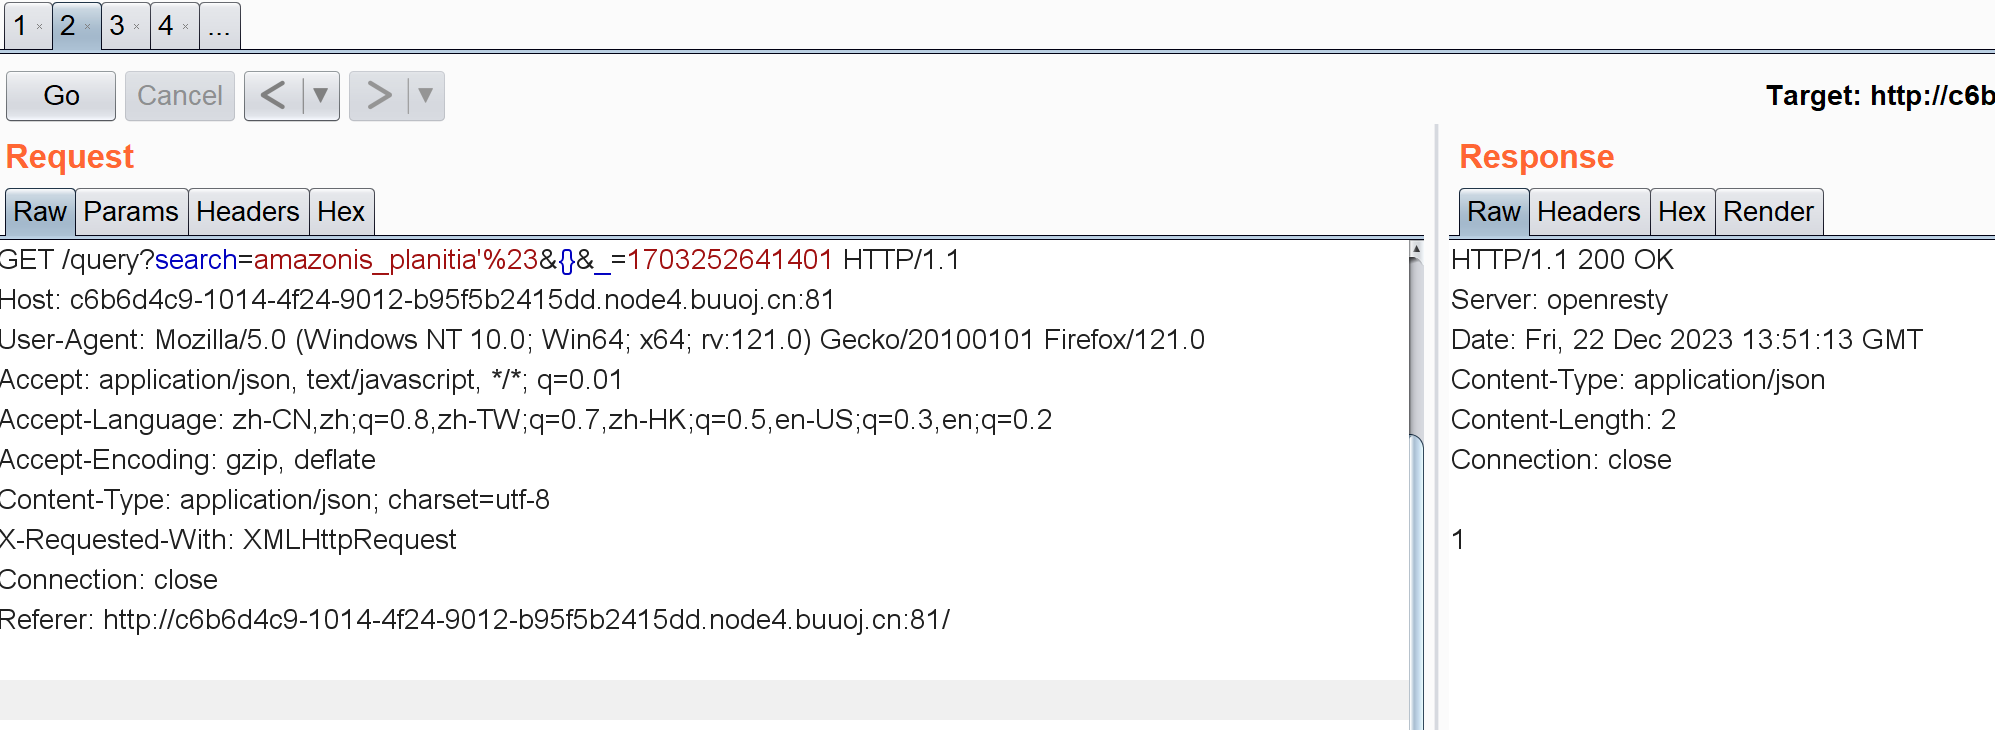 1 × 2 × 3 × 4 × ...
Go Cancel < ▼ > ▼ Target: http://c6b
Request
Raw Params Headers Hex
GET /query?search=amazonis_planitia'%23&{}&_=1703252641401 HTTP/1.1
Host: c6b6d4c9-1014-4f24-9012-b95f5b2415dd.node4.buuoj.cn:81
User-Agent: Mozilla/5.0 (Windows NT 10.0; Win64; x64; rv:121.0) Gecko/20100101 Firefox/121.0
Accept: application/json, text/javascript, */*; q=0.01
Accept-Language: zh-CN,zh;q=0.8,zh-TW;q=0.7,zh-HK;q=0.5,en-US;q=0.3,en;q=0.2
Accept-Encoding: gzip, deflate
Content-Type: application/json; charset=utf-8
X-Requested-With: XMLHttpRequest
Connection: close
Referer: http://c6b6d4c9-1014-4f24-9012-b95f5b2415dd.node4.buuoj.cn:81/
Response
Raw Headers Hex Render
HTTP/1.1 200 OK
Server: openresty
Date: Fri, 22 Dec 2023 13:51:13 GMT
Content-Type: application/json
Content-Length: 2
Connection: close
1